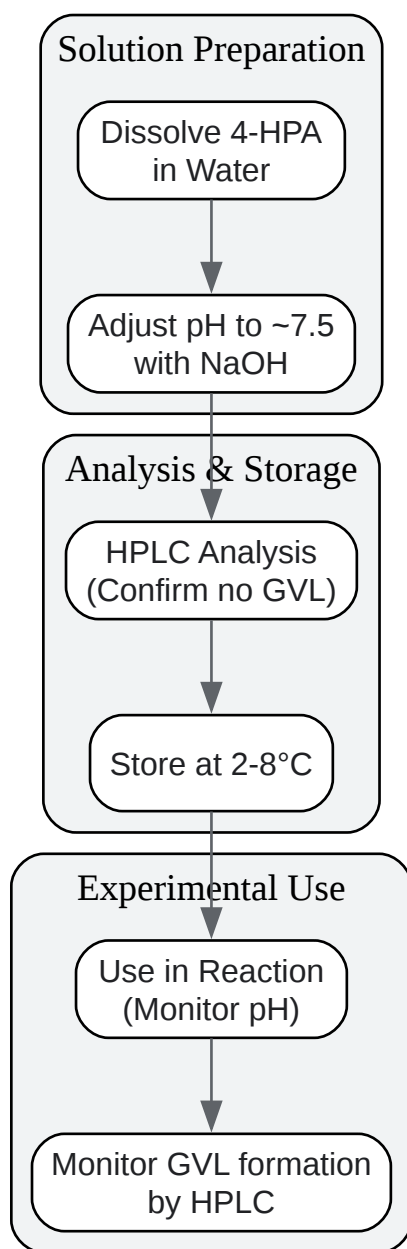 Solution Preparation
Dissolve 4-HPA
in Water
Adjust pH to ~7.5
with NaOH
Analysis & Storage
HPLC Analysis
(Confirm no GVL)
Store at 2-8°C
Experimental Use
Use in Reaction
(Monitor pH)
Monitor GVL formation
by HPLC